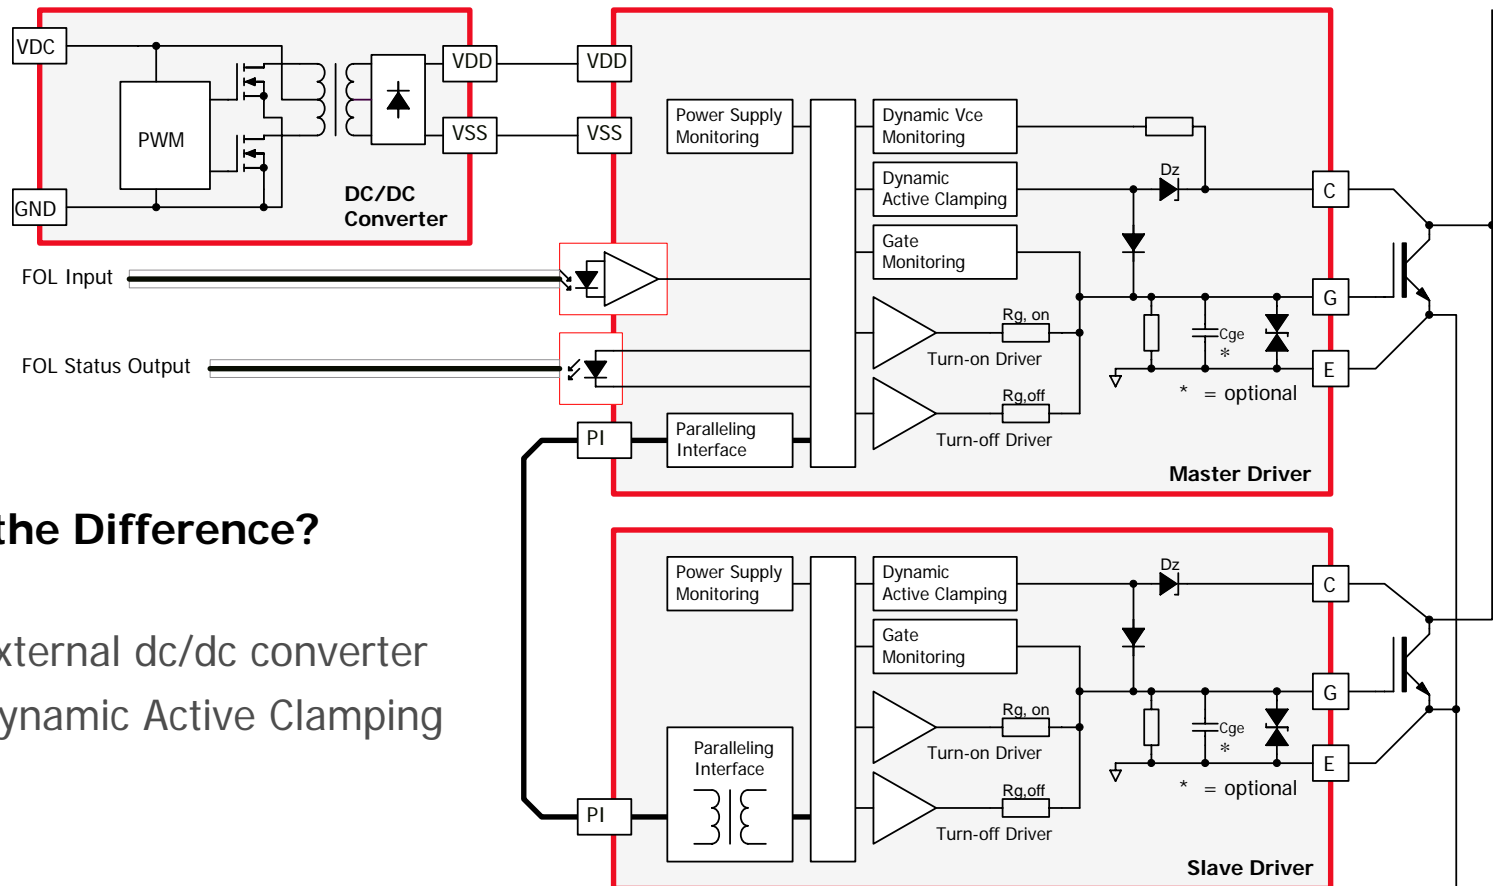 VDC
GND
PWM
DC/DC
Converter
VDD
VSS
VDD
VSS
Power Supply
Monitoring
Dynamic Vce
Monitoring
Dynamic
Active Clamping
Gate
Monitoring
Dz
C
G
E
Rg, on
Turn-on Driver
Rg,off
Turn-off Driver
Cge
*
* = optional
FOL Input
FOL Status Output
PI
Paralleling
Interface
Master Driver
the Difference?
xternal dc/dc converter
ynamic Active Clamping
Power Supply
Monitoring
Dynamic
Active Clamping
Gate
Monitoring
Dz
C
G
E
Rg, on
Turn-on Driver
Rg,off
Turn-off Driver
Cge
*
* = optional
Paralleling
Interface
PI
Slave Driver